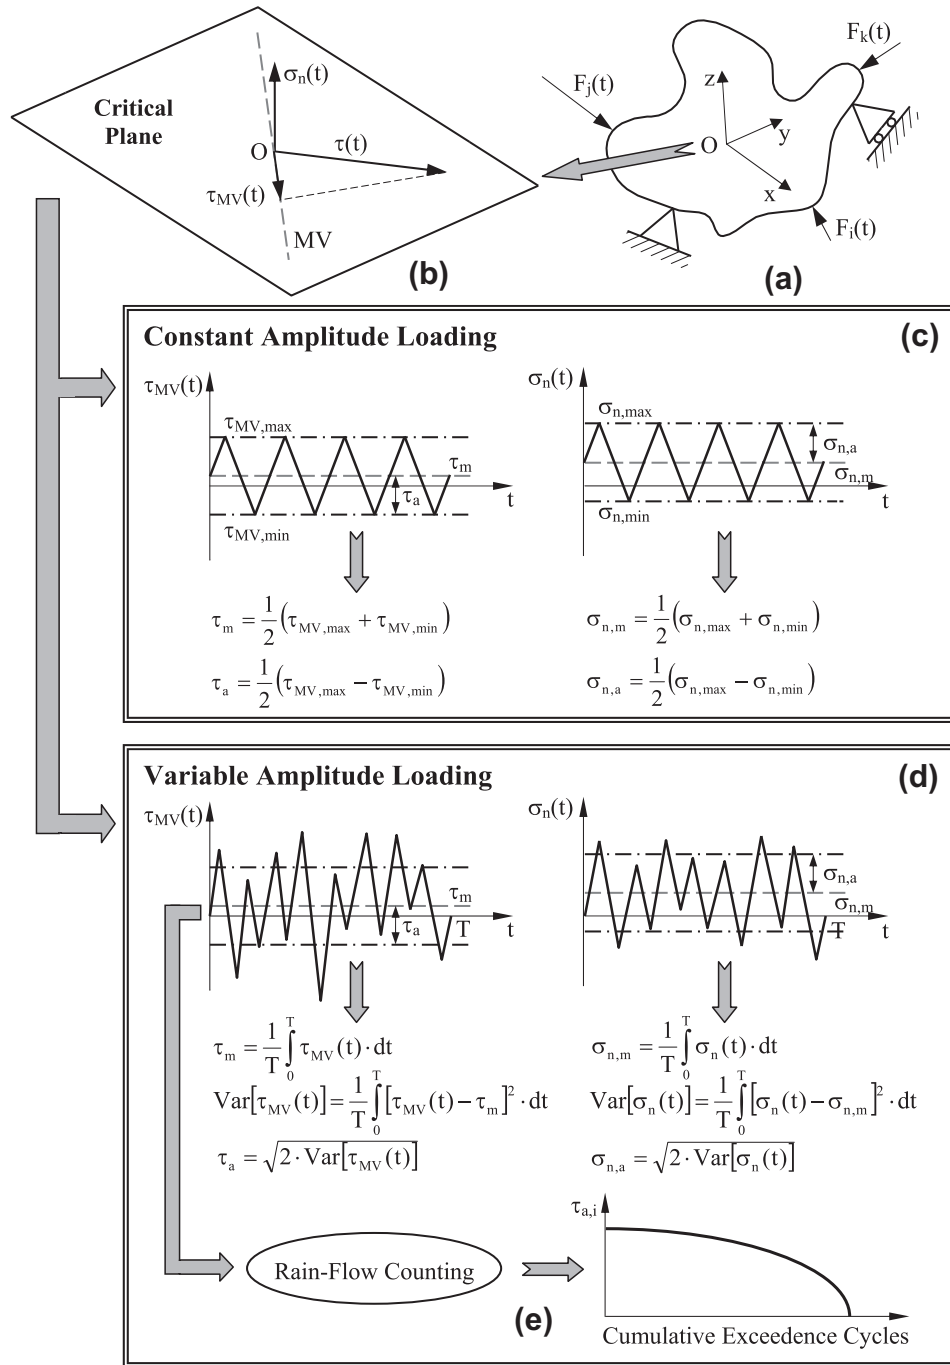 Critical
Plane
σn(t)
O
τ(t)
τMV(t)
MV
(b)
Fk(t)
Fj(t)
z
y
O
x
Fi(t)
(a)
Constant Amplitude Loading
(c)
τMV(t)
τMV,max
τm
τa
t
τMV,min
σn(t)
σn,max
σn,a
σn,m
t
σn,min
τm = 1/2 (τMV,max + τMV,min)
σn,m = 1/2 (σn,max + σn,min)
τa = 1/2 (τMV,max − τMV,min)
σn,a = 1/2 (σn,max − σn,min)
Variable Amplitude Loading
(d)
τMV(t)
τm
τa
T
t
σn(t)
σn,a
σn,m
T
t
τm = 1/T ∫0T τMV(t)·dt
σn,m = 1/T ∫0T σn(t)·dt
Var[τMV(t)] = 1/T ∫0T [τMV(t) − τm]²·dt
Var[σn(t)] = 1/T ∫0T [σn(t) − σn,m]²·dt
τa = √2·Var[τMV(t)]
σn,a = √2·Var[σn(t)]
τa,i
Rain-Flow Counting
(e)
Cumulative Exceedence Cycles